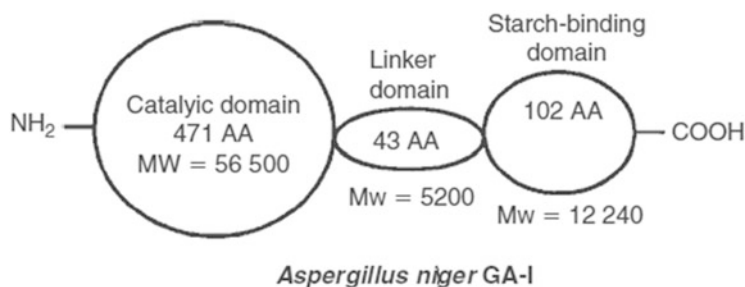 Starch-binding
domain
Linker
domain
NH₂
Catalyic domain
471 AA
MW = 56 500
43 AA
102 AA
COOH
Mw = 5200
Mw = 12 240
Aspergillus niger GA-I